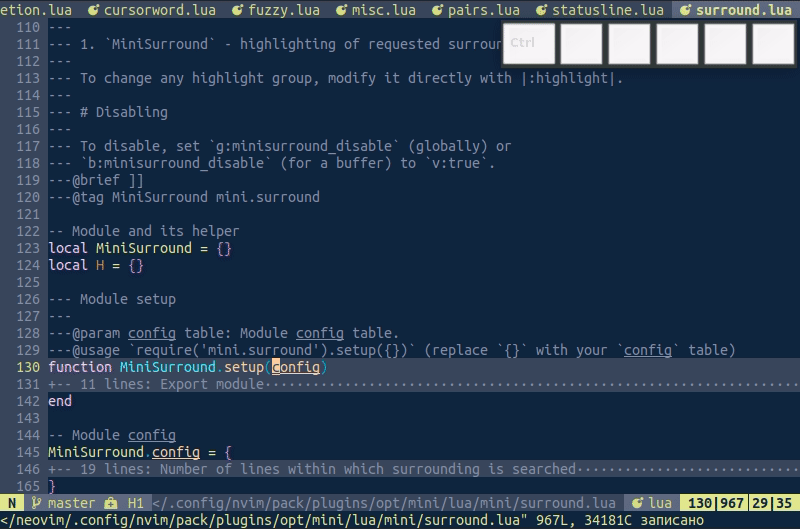 etion.lua cursorword.lua fuzzy.lua misc.lua pairs.lua statusline.lua surround.lua
Ctrl
110 ---
111 --- 1. `MiniSurround` - highlighting of requested surroun
112 ---
113 --- To change any highlight group, modify it directly with |:highlight|.
114 ---
115 --- # Disabling
116 ---
117 --- To disable, set `g:minisurround_disable` (globally) or
118 --- `b:minisurround_disable` (for a buffer) to `v:true`.
119 ---@brief ]]
120 ---@tag MiniSurround mini.surround
121
122 -- Module and its helper
123 local MiniSurround = {}
124 local H = {}
125
126 --- Module setup
127 ---
128 ---@param config table: Module config table.
129 ---@usage `require('mini.surround').setup({})` (replace `{}` with your `config` table)
130 function MiniSurround.setup(config)
131 +-- 11 lines: Export module····································································
142 end
143
144 -- Module config
145 MiniSurround.config = {
146 +-- 19 lines: Number of lines within which surrounding is searched····························
165 }
N master H1 </.config/nvim/pack/plugins/opt/mini/lua/mini/surround.lua lua 130|967 29|35
</neovim/.config/nvim/pack/plugins/opt/mini/lua/mini/surround.lua" 967L, 34181C записано